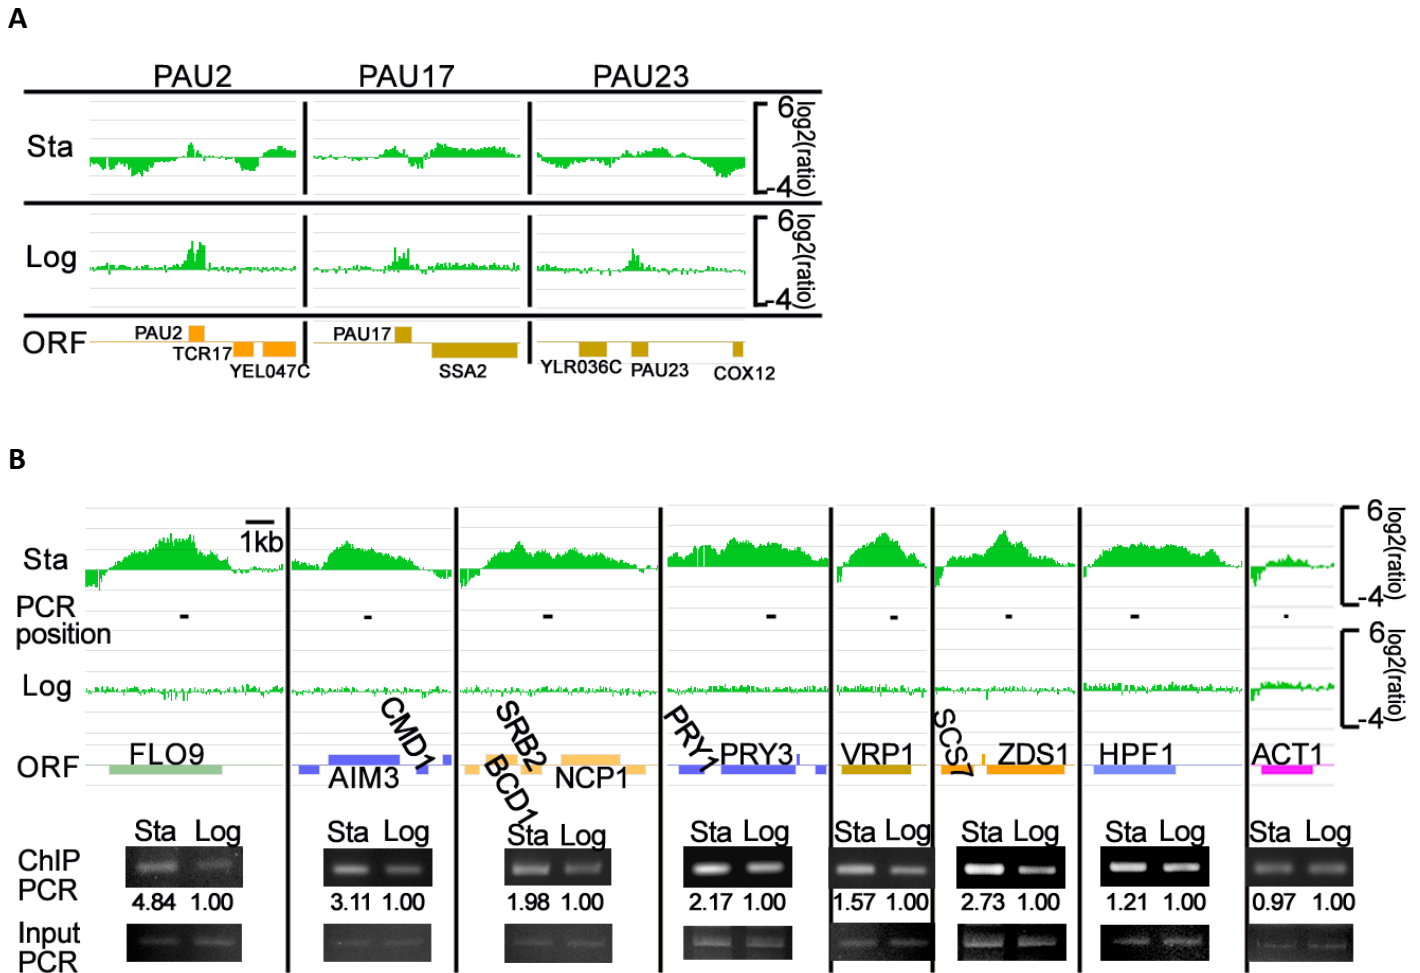 A
PAU2 PAU17 PAU23
Sta 6 -4 log2(ratio)
Log 6 -4 log2(ratio)
ORF PAU2 TCR17 YEL047C PAU17 SSA2 YLR036C PAU23 COX12
B
Sta 1kb 6 -4 log2(ratio)
PCR
position
Log 6 -4 log2(ratio)
ORF FLO9 AIM3 CMD1 SRB2 BCD1 NCP1 PRY1 PRY3 VRP1 SCS7 ZDS1 HPF1 ACT1
Sta Log Sta Log Sta Log Sta Log Sta Log Sta Log Sta Log Sta Log
ChIP
PCR
4.84 1.00 3.11 1.00 1.98 1.00 2.17 1.00 1.57 1.00 2.73 1.00 1.21 1.00 0.97 1.00
Input
PCR